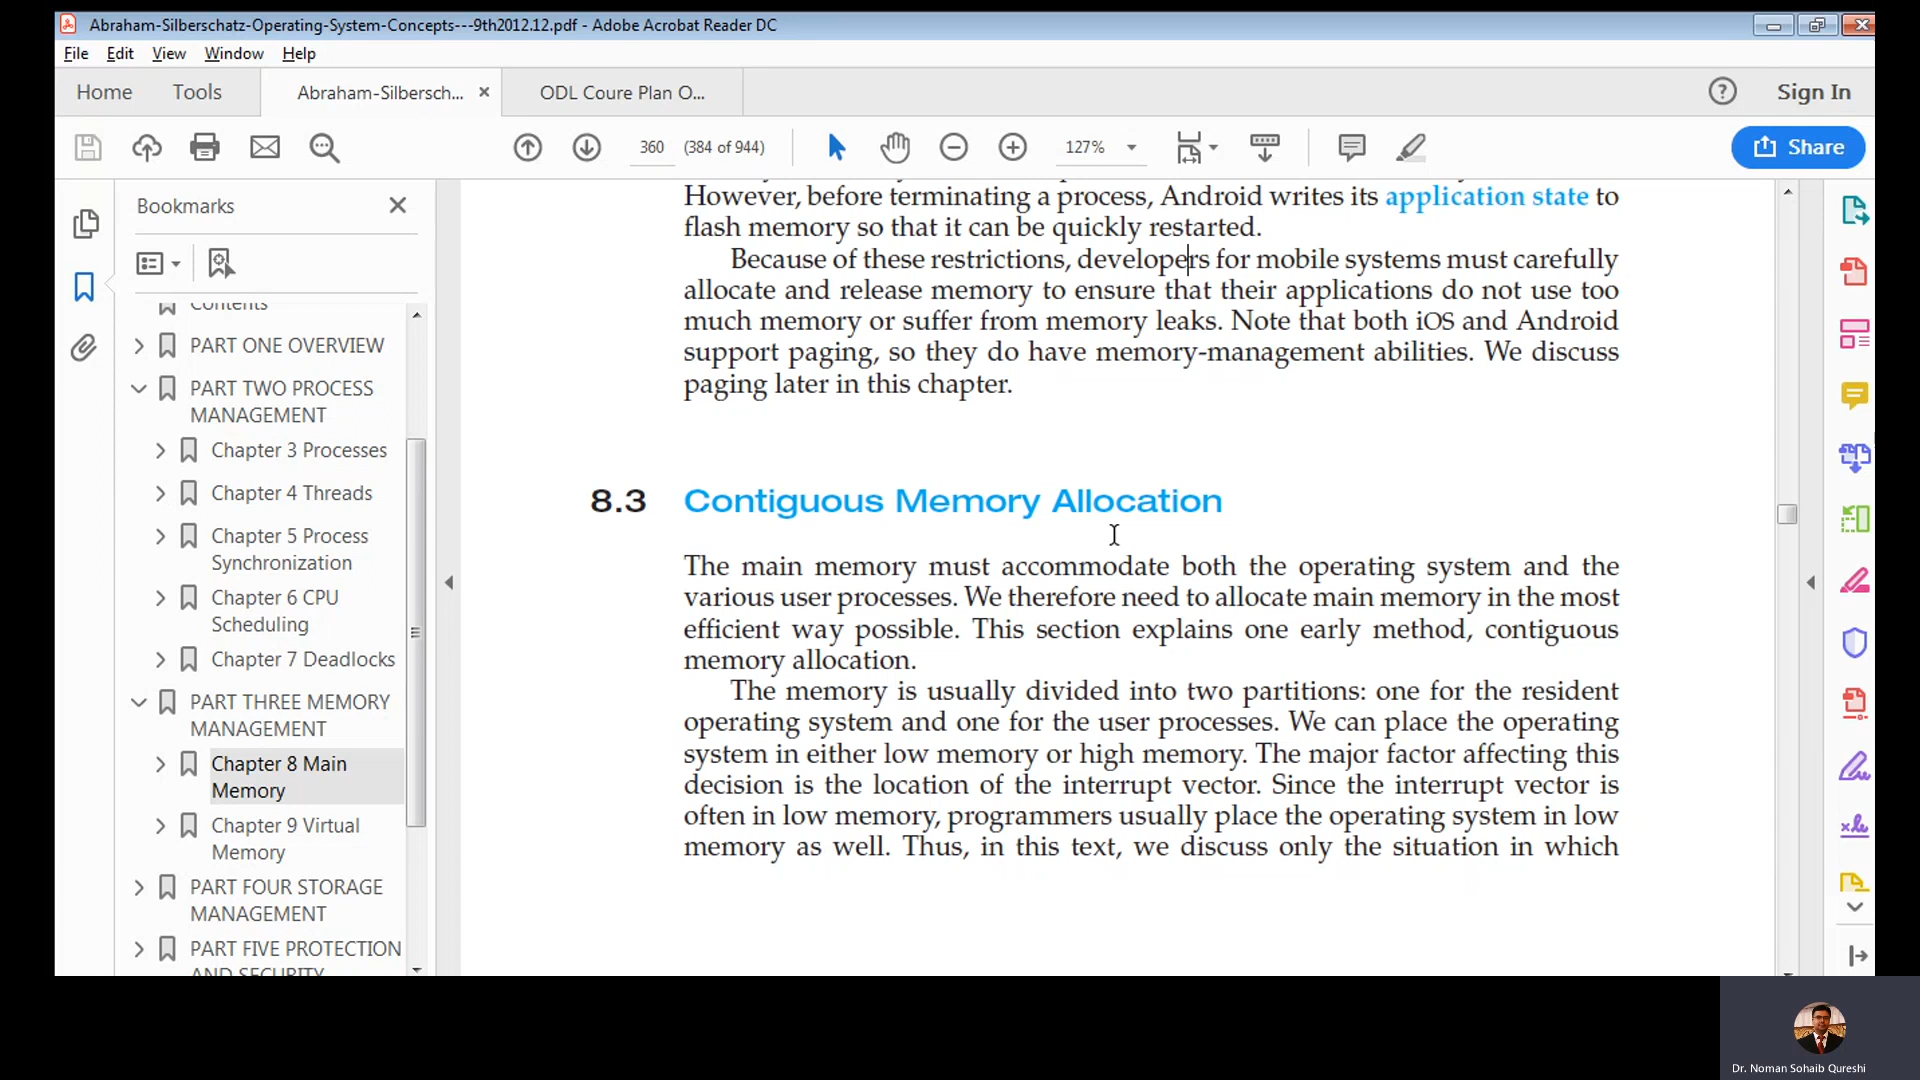 Abraham-Silberschatz-Operating-System-Concepts---9th2012.12.pdf - Adobe Acrobat Reader DC
File Edit View Window Help
Home Tools Abraham-Silbersch... ODL Coure Plan O... Sign In
360 (384 of 944) 127% Share
Bookmarks
Contents
PART ONE OVERVIEW
PART TWO PROCESS
MANAGEMENT
Chapter 3 Processes
Chapter 4 Threads
Chapter 5 Process
Synchronization
Chapter 6 CPU
Scheduling
Chapter 7 Deadlocks
PART THREE MEMORY
MANAGEMENT
Chapter 8 Main
Memory
Chapter 9 Virtual
Memory
PART FOUR STORAGE
MANAGEMENT
PART FIVE PROTECTION
AND SECURITY
However, before terminating a process, Android writes its application state to
flash memory so that it can be quickly restarted.
Because of these restrictions, developers for mobile systems must carefully
allocate and release memory to ensure that their applications do not use too
much memory or suffer from memory leaks. Note that both iOS and Android
support paging, so they do have memory-management abilities. We discuss
paging later in this chapter.
8.3 Contiguous Memory Allocation
The main memory must accommodate both the operating system and the
various user processes. We therefore need to allocate main memory in the most
efficient way possible. This section explains one early method, contiguous
memory allocation.
The memory is usually divided into two partitions: one for the resident
operating system and one for the user processes. We can place the operating
system in either low memory or high memory. The major factor affecting this
decision is the location of the interrupt vector. Since the interrupt vector is
often in low memory, programmers usually place the operating system in low
memory as well. Thus, in this text, we discuss only the situation in which
Dr. Noman Sohaib Qureshi